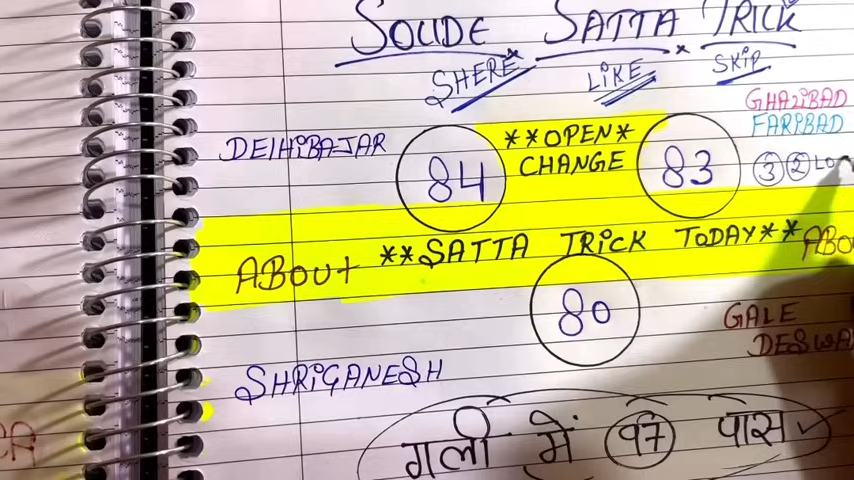 SOLIDE SATTA TRICK
SHERE* LIKE * SKIP
GHAZIBAD
FARIBAD
DElHiBAJAR 84 **OPEN* CHANGE 83
3 2
ABOUt **SATTA TRICK TODAY**
80
GALE
SHRiGANESH
गली में 97 पास ✓